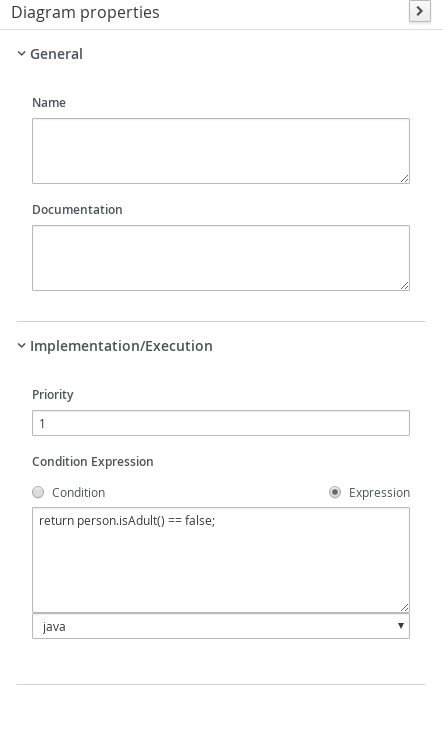 Diagram properties
General
Name
Documentation
Implementation/Execution
Priority
1
Condition Expression
Condition Expression
return person.isAdult() == false;
java